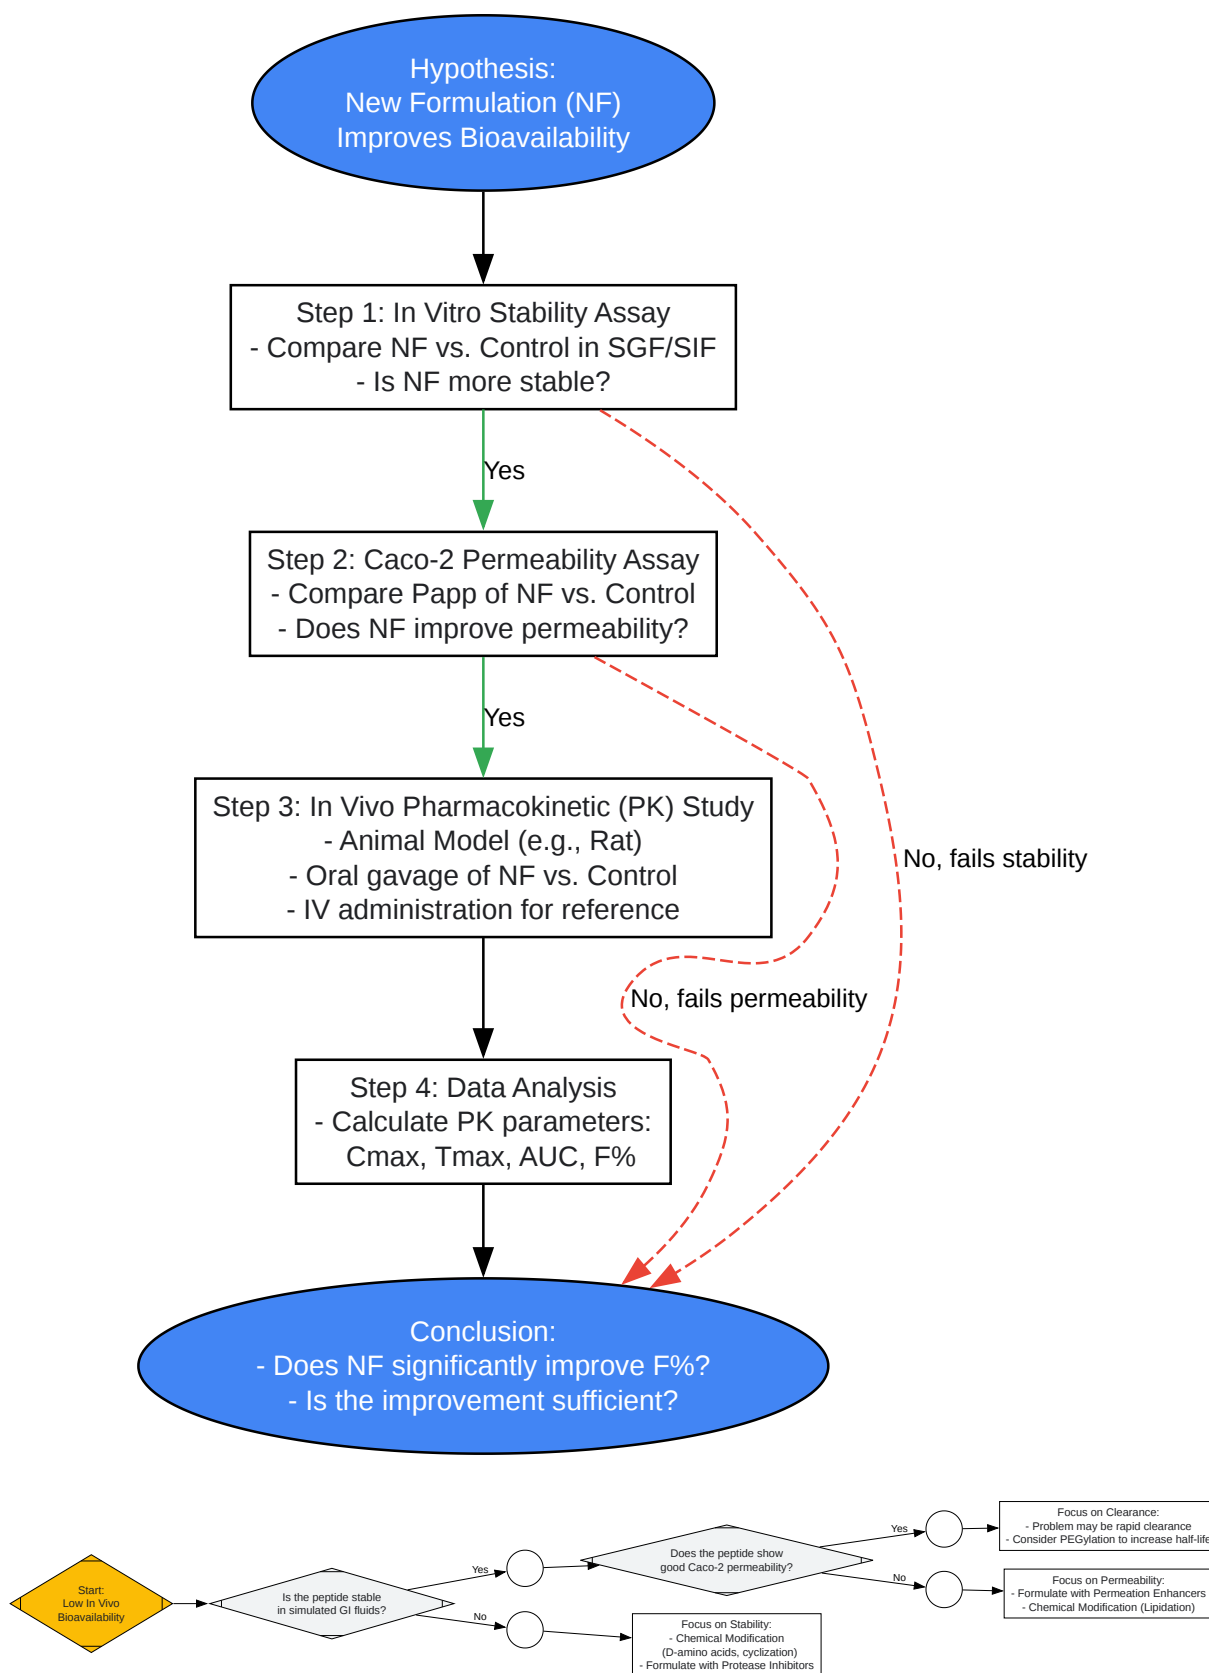 Hypothesis:
New Formulation (NF)
Improves Bioavailability
Step 1: In Vitro Stability Assay
- Compare NF vs. Control in SGF/SIF
- Is NF more stable?
Yes
Step 2: Caco-2 Permeability Assay
- Compare Papp of NF vs. Control
- Does NF improve permeability?
Yes
Step 3: In Vivo Pharmacokinetic (PK) Study
- Animal Model (e.g., Rat)
- Oral gavage of NF vs. Control
- IV administration for reference
No, fails stability
No, fails permeability
Step 4: Data Analysis
- Calculate PK parameters:
Cmax, Tmax, AUC, F%
Conclusion:
- Does NF significantly improve F%?
- Is the improvement sufficient?
Start:
Low In Vivo
Bioavailability
Is the peptide stable
in simulated GI fluids?
Yes
No
Does the peptide show
good Caco-2 permeability?
Yes
No
Focus on Clearance:
- Problem may be rapid clearance
- Consider PEGylation to increase half-life
Focus on Permeability:
- Formulate with Permeation Enhancers
- Chemical Modification (Lipidation)
Focus on Stability:
- Chemical Modification
(D-amino acids, cyclization)
- Formulate with Protease Inhibitors